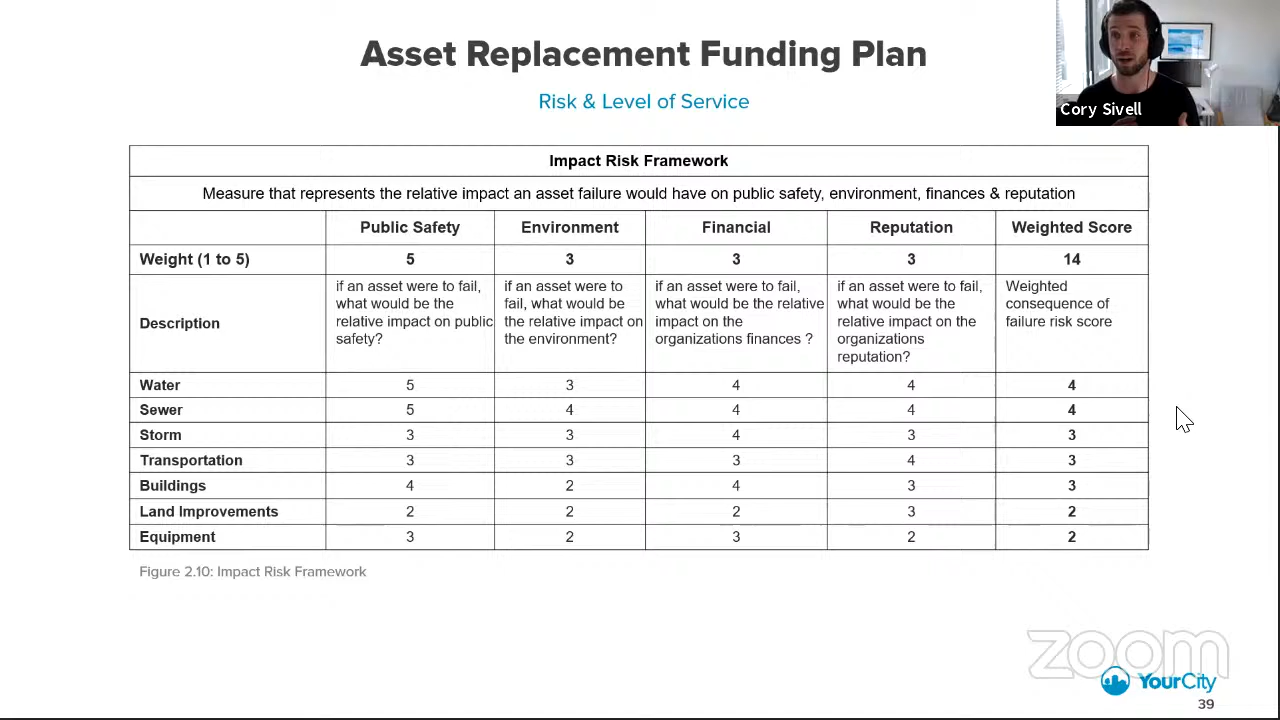 Asset Replacement Funding Plan
Risk & Level of Service
Cory Sivell
Impact Risk Framework
Measure that represents the relative impact an asset failure would have on public safety, environment, finances & reputation
Public Safety Environment Financial Reputation Weighted Score
Weight (1 to 5) 5 3 3 3 14
Description
if an asset were to fail,
what would be the
relative impact on public
safety?
if an asset were to
fail, what would be
the relative impact on
the environment?
if an asset were to fail,
what would be the relative
impact on the
organizations finances ?
if an asset were to fail,
what would be the
relative impact on the
organizations
reputation?
Weighted
consequence of
failure risk score
Water 5 3 4 4 4
Sewer 5 4 4 4 4
Storm 3 3 4 3 3
Transportation 3 3 3 4 3
Buildings 4 2 4 3 3
Land Improvements 2 2 2 3 2
Equipment 3 2 3 2 2
Figure 2.10: Impact Risk Framework
zoom
YourCity
39